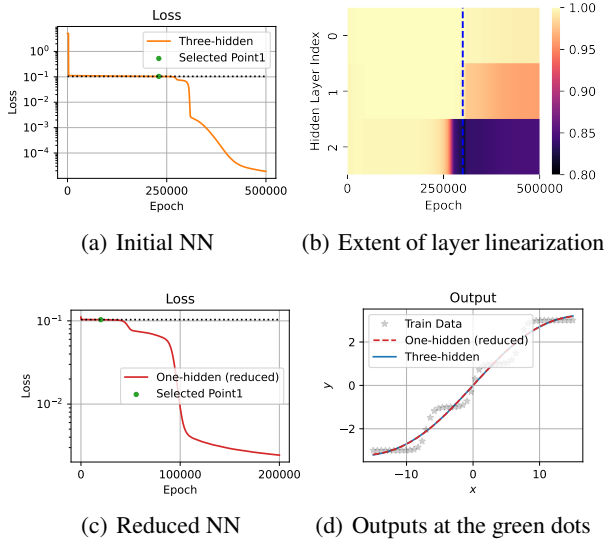 Loss
Three-hidden
Selected Point1
10⁰
10⁻¹
10⁻²
10⁻³
10⁻⁴
Loss
0
250000
500000
Epoch
(a) Initial NN
Hidden Layer Index
0
1
2
0
250000
500000
Epoch
1.00
0.95
0.90
0.85
0.80
(b) Extent of layer linearization
Loss
10⁻¹
10⁻²
Loss
One-hidden (reduced)
Selected Point1
0
100000
200000
Epoch
(c) Reduced NN
Output
Train Data
One-hidden (reduced)
Three-hidden
y
2
0
−2
−10
0
10
x
(d) Outputs at the green dots